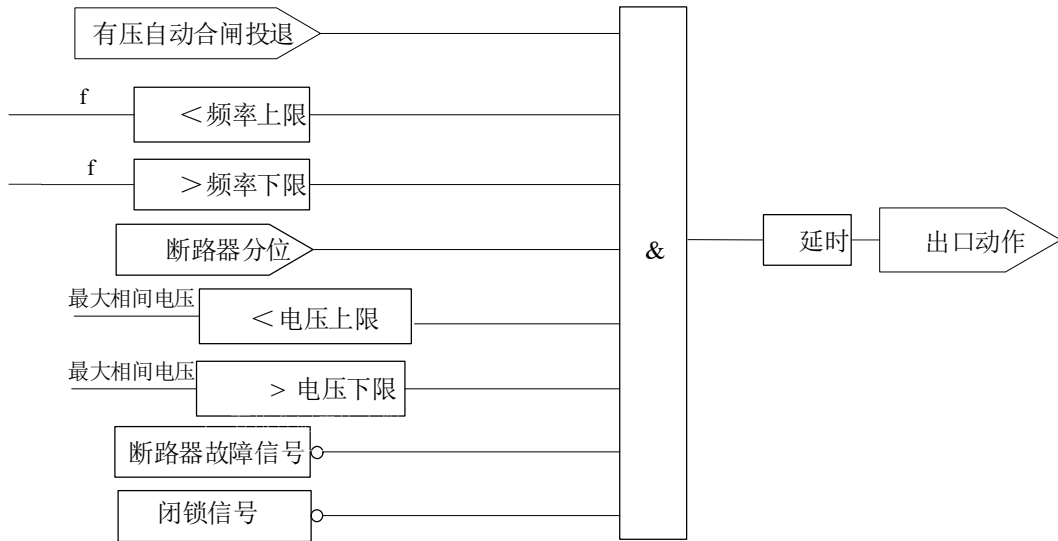 有压自动合闸投退
f
＜频率上限
f
＞频率下限
断路器分位
&
延时
出口动作
最大相间电压
＜电压上限
最大相间电压
> 电压下限
断路器故障信号
闭锁信号